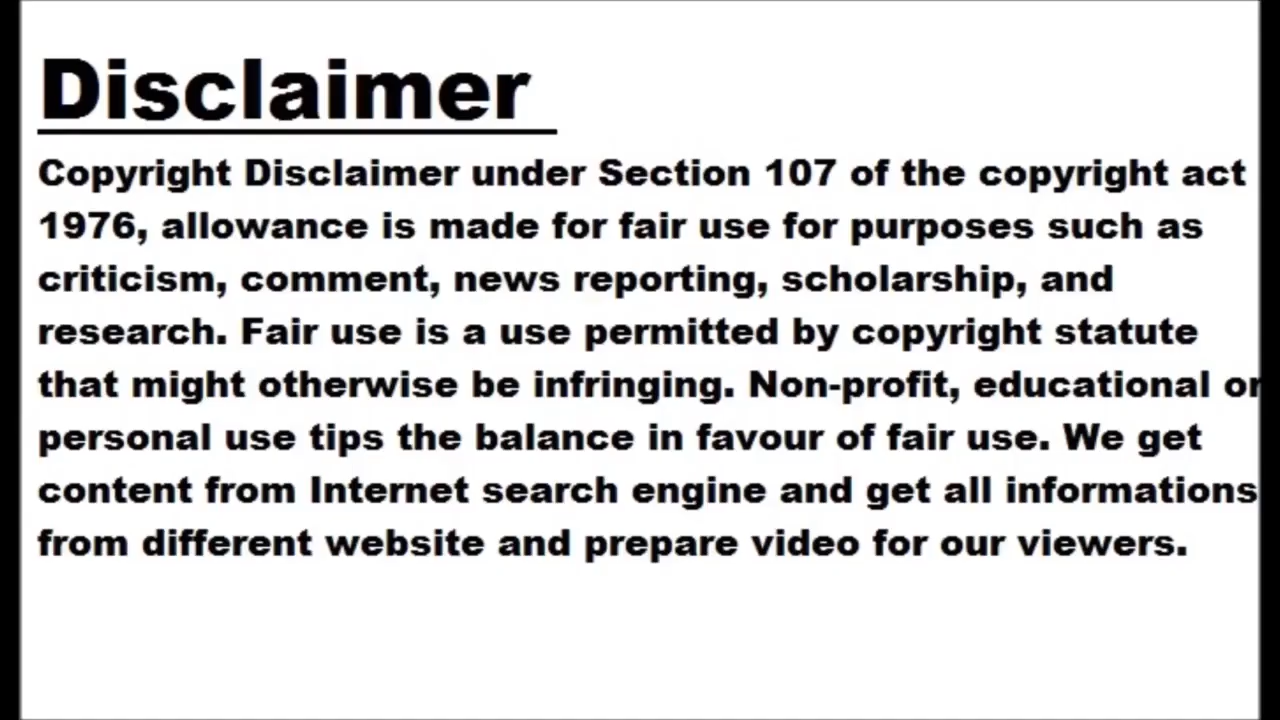 Disclaimer
Copyright Disclaimer under Section 107 of the copyright act
1976, allowance is made for fair use for purposes such as
criticism, comment, news reporting, scholarship, and
research. Fair use is a use permitted by copyright statute
that might otherwise be infringing. Non-profit, educational or
personal use tips the balance in favour of fair use. We get
content from Internet search engine and get all informations
from different website and prepare video for our viewers.